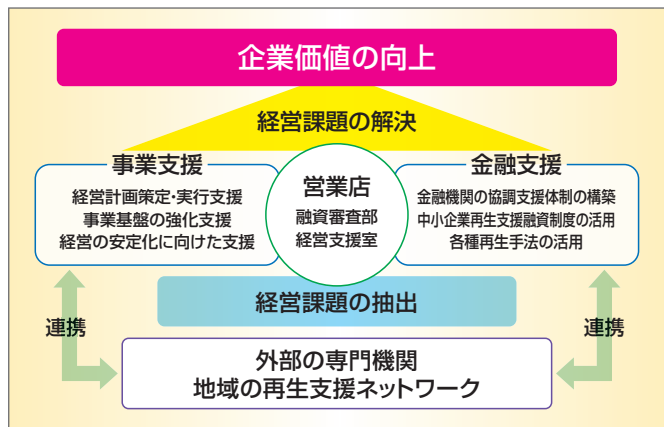 企業価値の向上
経営課題の解決
事業支援
経営計画策定・実行支援
事業基盤の強化支援
経営の安定化に向けた支援
営業店
融資審査部
経営支援室
金融支援
金融機関の協調支援体制の構築
中小企業再生支援融資制度の活用
各種再生手法の活用
経営課題の抽出
連携
連携
外部の専門機関
地域の再生支援ネットワーク